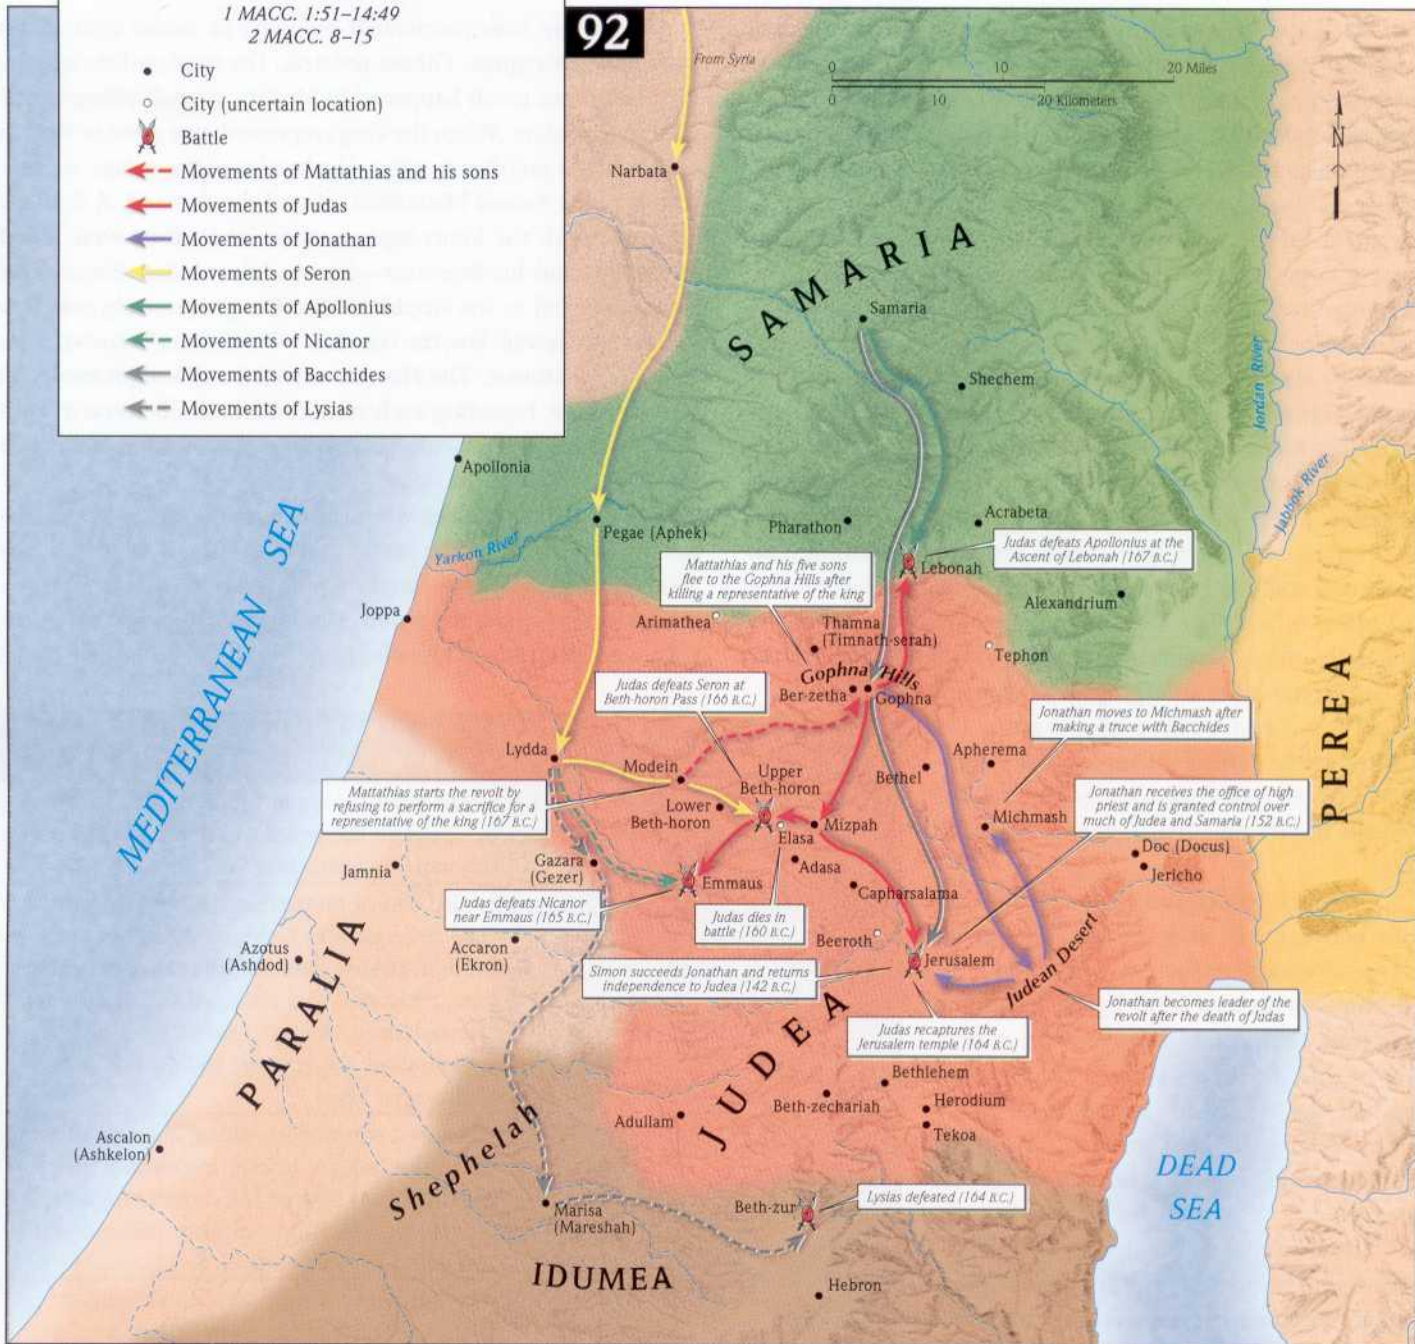 1 MACC. 1:51–14:49
2 MACC. 8–15
City
City (uncertain location)
Battle
Movements of Mattathias and his sons
Movements of Judas
Movements of Jonathan
Movements of Seron
Movements of Apollonius
Movements of Nicanor
Movements of Bacchides
Movements of Lysias
92
From Syria
0 10 20 Miles
0 10 20 Kilometers
N
Narbata
SAMARIA
Samaria
Shechem
Jordan River
Jabbok River
Apollonia
MEDITERRANEAN SEA
Yarkon River
Pegae (Aphek)
Pharathon
Acrabeta
Judas defeats Apollonius at the
Ascent of Lebonah (167 B.C.)
Lebonah
Mattathias and his five sons
flee to the Gophna Hills after
killing a representative of the king
Alexandrium
Joppa
Arimathea
Thamna
(Timnath-serah)
Tephon
Gophna Hills
Ber-zetha
Gophna
PEREA
Judas defeats Seron at
Beth-horon Pass (166 B.C.)
Jonathan moves to Michmash after
making a truce with Bacchides
Lydda
Modein
Upper
Beth-horon
Bethel
Apherema
Mattathias starts the revolt by
refusing to perform a sacrifice for a
representative of the king (167 B.C.)
Lower
Beth-horon
Elasa
Mizpah
Michmash
Jonathan receives the office of high
priest and is granted control over
much of Judea and Samaria (152 B.C.)
Doc (Docus)
Jericho
Jamnia
Gazara
(Gezer)
Emmaus
Adasa
Capharsalama
Judas defeats Nicanor
near Emmaus (165 B.C.)
Judas dies in
battle (160 B.C.)
Beeroth
Azotus
(Ashdod)
Accaron
(Ekron)
PARALIA
Simon succeeds Jonathan and returns
independence to Judea (142 B.C.)
Jerusalem
Judean Desert
Jonathan becomes leader of the
revolt after the death of Judas
Judas recaptures the
Jerusalem temple (164 B.C.)
JUDEA
Bethlehem
Beth-zechariah
Herodium
Tekoa
Adullam
Ascalon
(Ashkelon)
Shephelah
DEAD
SEA
Marisa
(Mareshah)
Beth-zur
Lysias defeated (164 B.C.)
IDUMEA
Hebron